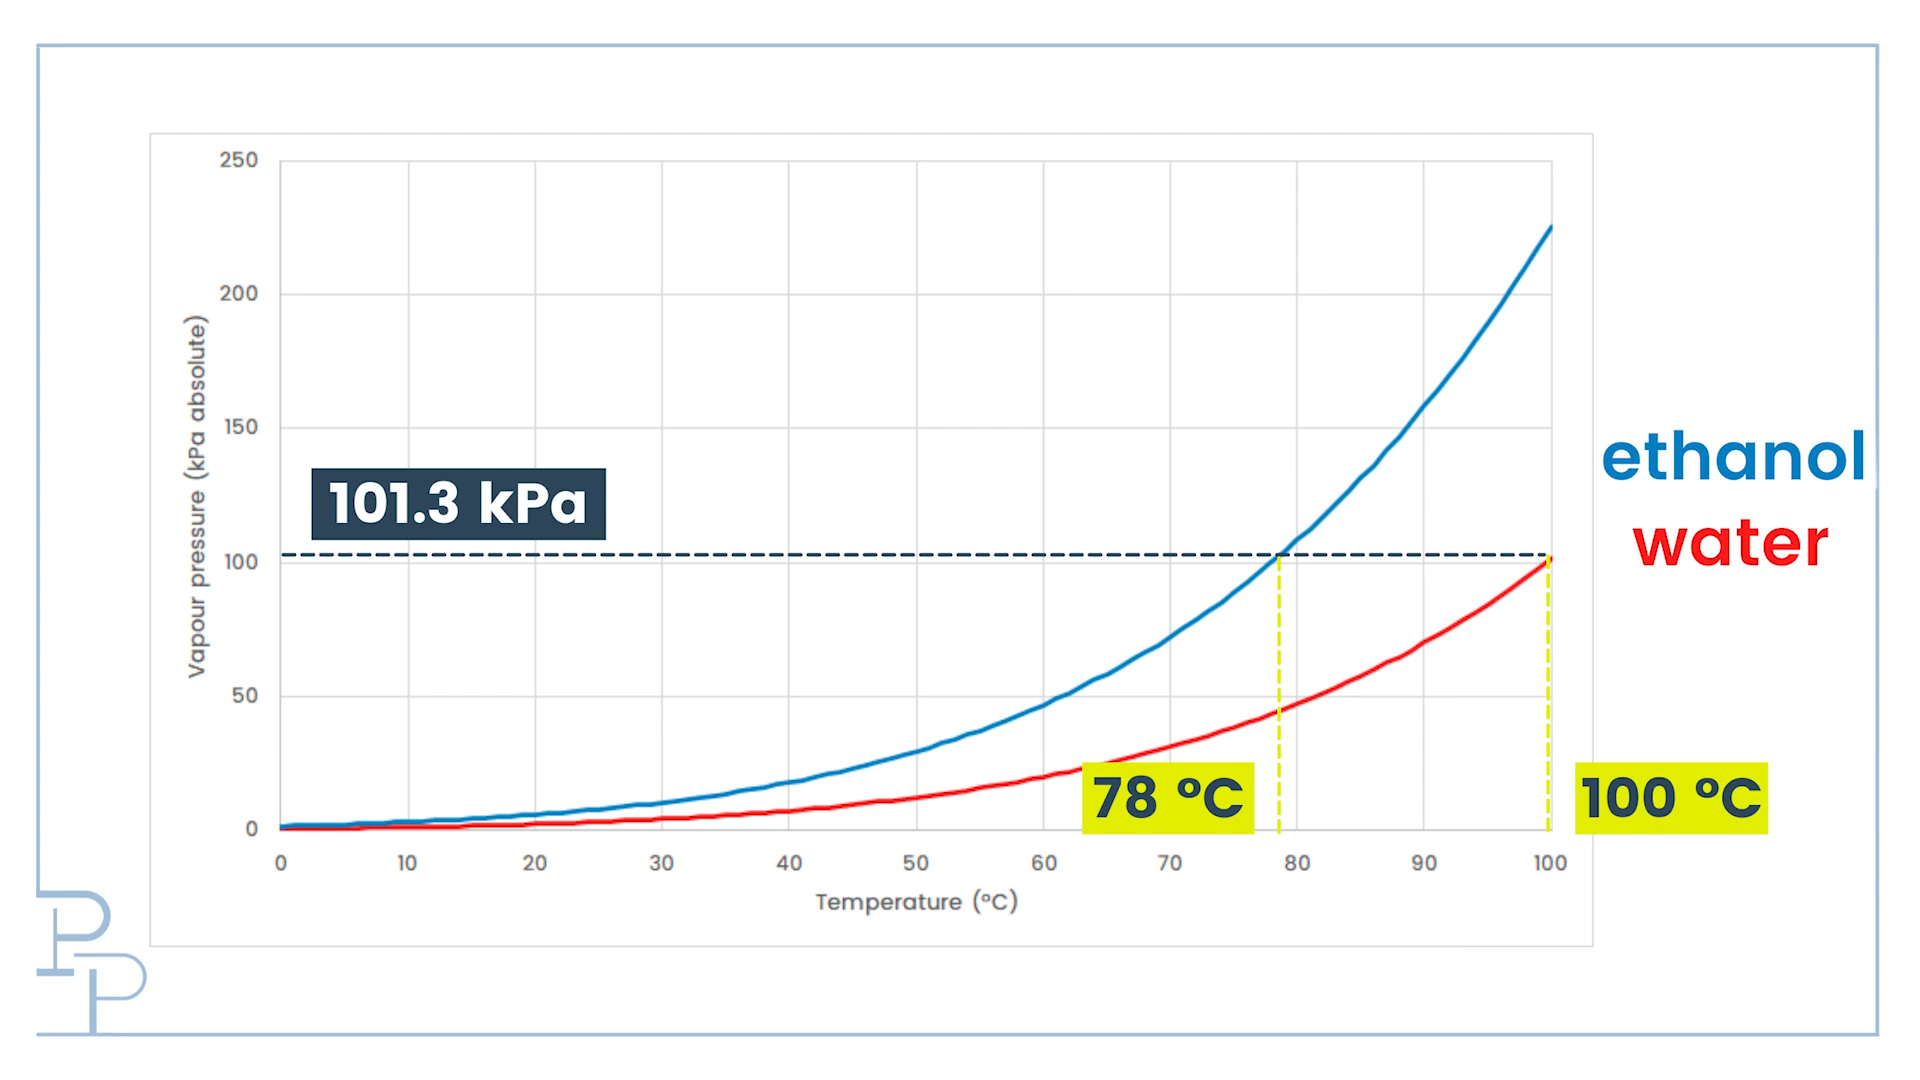 250
200
150
100
50
0
Vapour pressure (kPa absolute)
101.3 kPa
ethanol
water
78 °C
100 °C
0 10 20 30 40 50 60 70 80 90 100
Temperature (°C)
PP